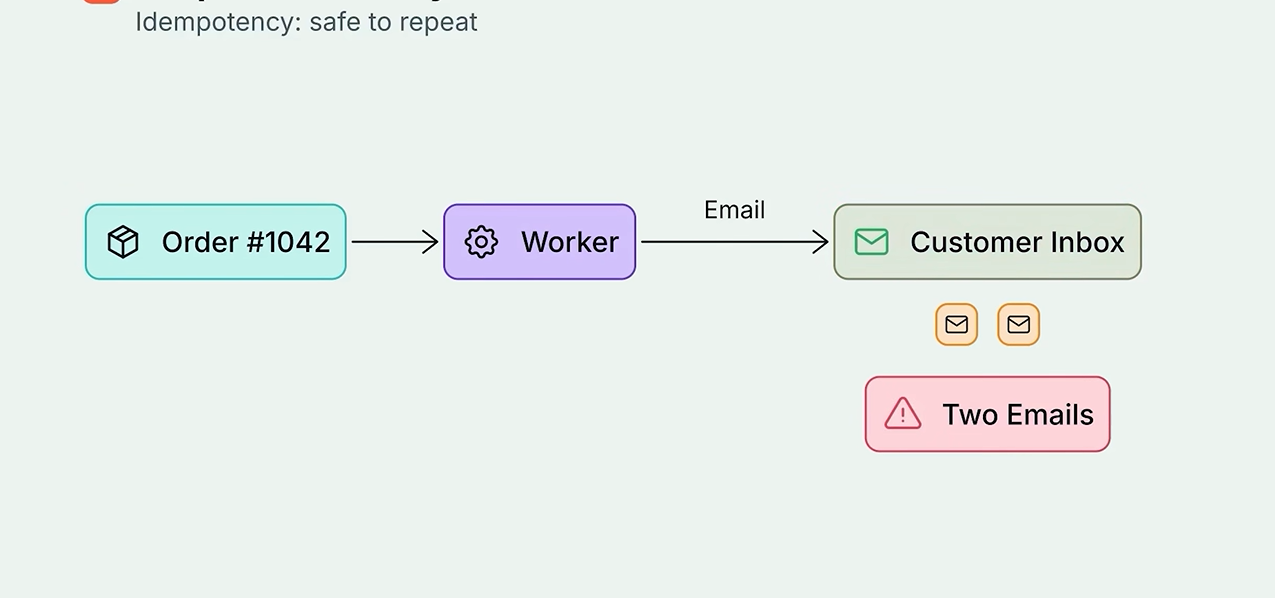 Idempotency: safe to repeat
Email
Order #1042
Worker
Customer Inbox
Two Emails